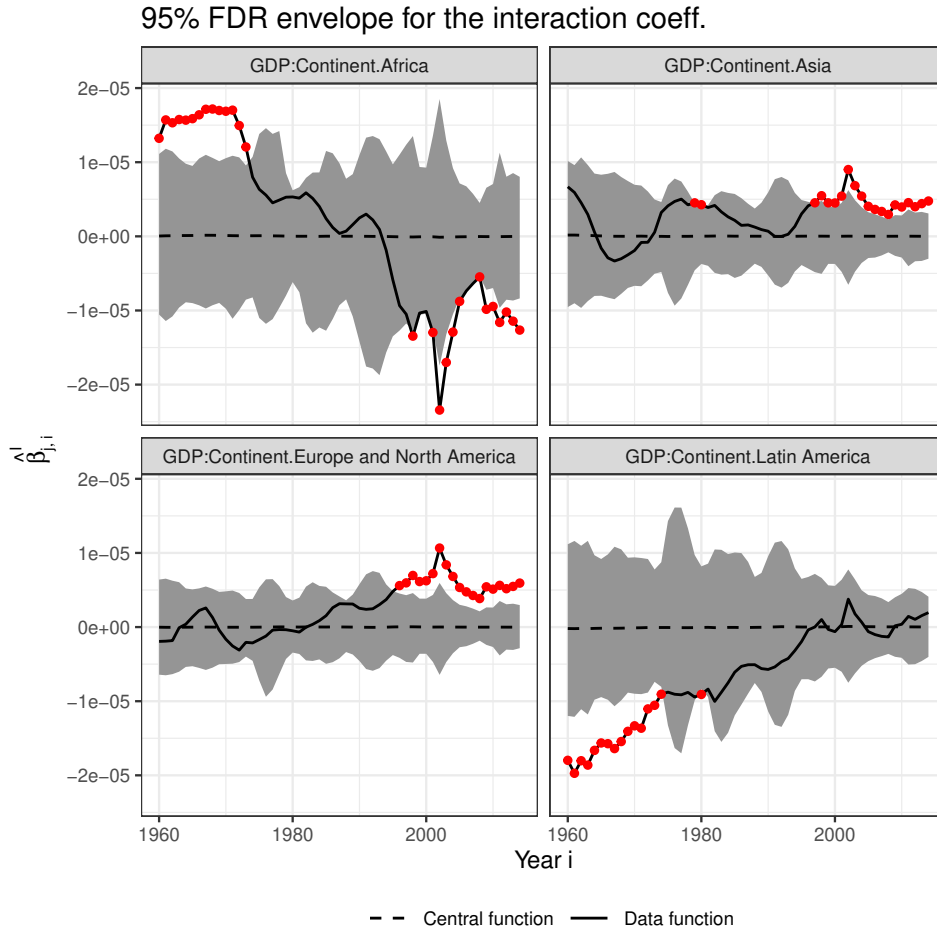 95% FDR envelope for the interaction coeff.
GDP:Continent.Africa
GDP:Continent.Asia
2e−05
1e−05
0e+00
−1e−05
−2e−05
β̂ᴵj, i
GDP:Continent.Europe and North America
GDP:Continent.Latin America
2e−05
1e−05
0e+00
−1e−05
−2e−05
1960 1980 2000
1960 1980 2000
Year i
Central function
Data function